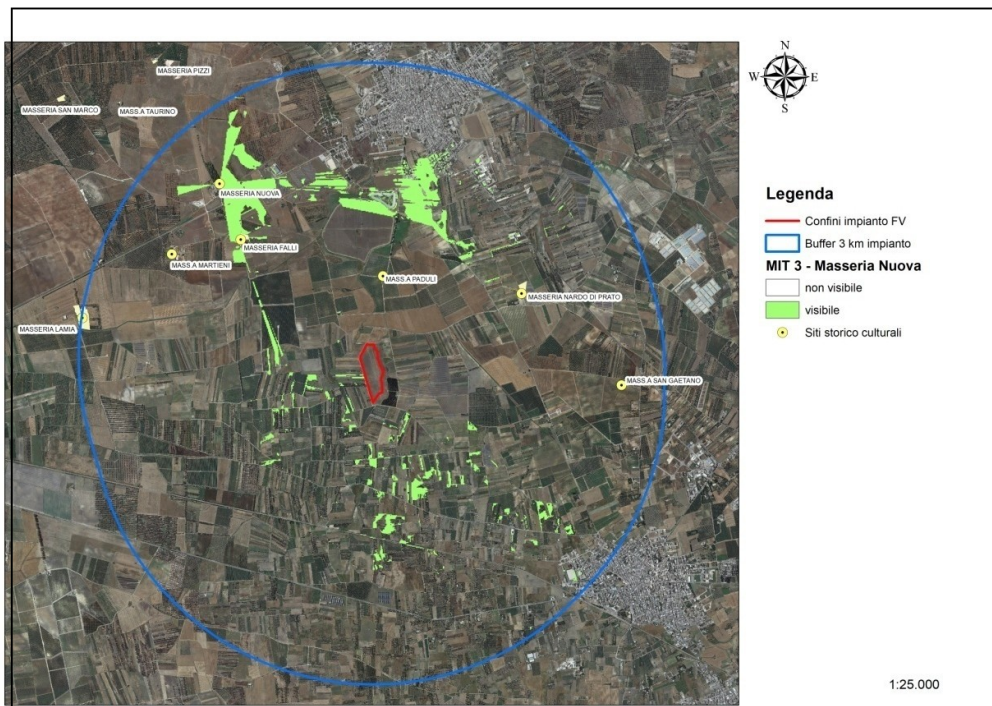 MASSERIA PIZZI
MASSERIA SAN MARCO
MASS.A TAURINO
MASSERIA NUOVA
MASSERIA FALLI
MASS.A MARTIENI
MASS.A PADULI
MASSERIA NARDO DI PRATO
MASSERIA LAMIA
MASS.A SAN GAETANO
N
W
E
S
Legenda
Confini impianto FV
Buffer 3 km impianto
MIT 3 - Masseria Nuova
non visibile
visibile
Siti storico culturali
1:25.000